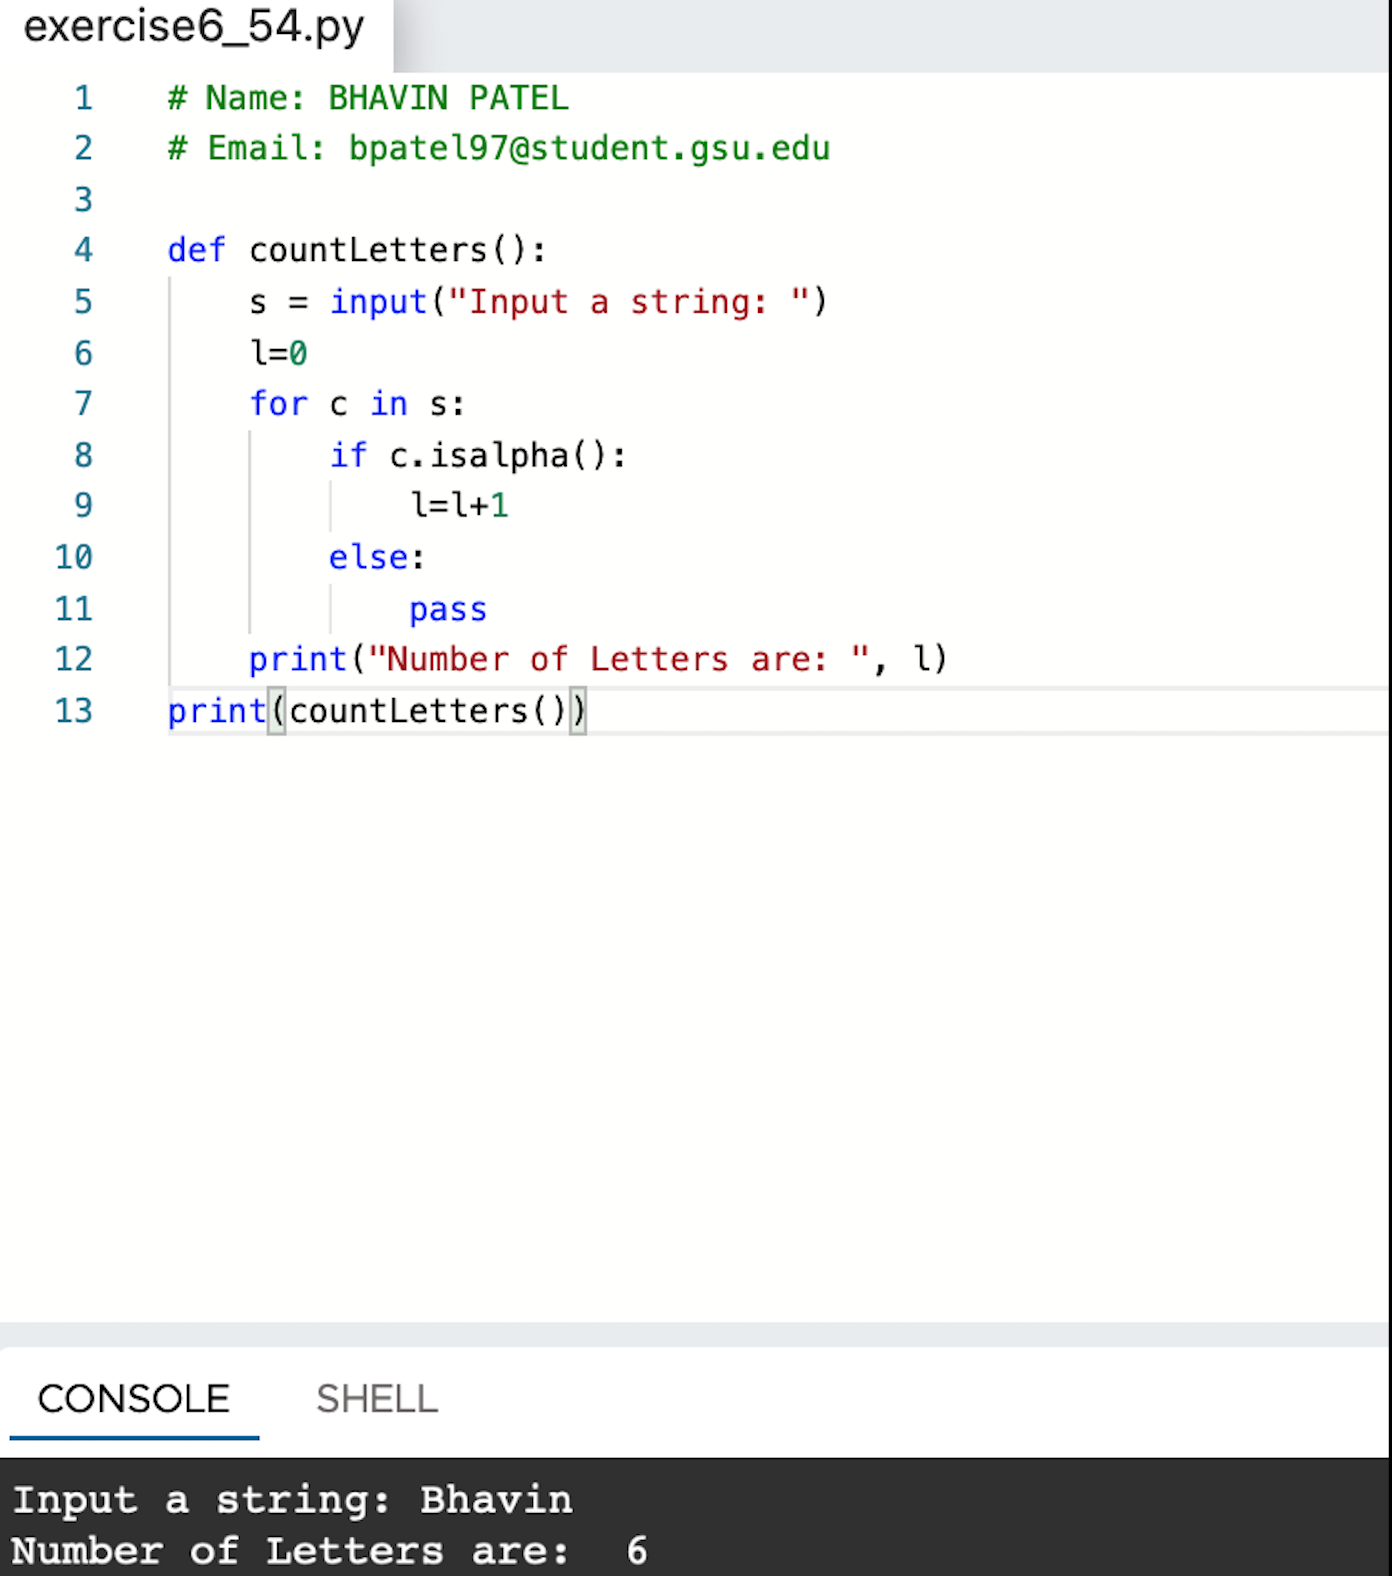 exercise6_54.py
1 # Name: BHAVIN PATEL
2 # Email: bpatel97@student.gsu.edu
3
4 def countLetters():
5     s = input("Input a string: ")
6     l=0
7     for c in s:
8         if c.isalpha():
9             l=l+1
10         else:
11             pass
12     print("Number of Letters are: ", l)
13 print(countLetters())
CONSOLE SHELL
Input a string: Bhavin
Number of Letters are:  6